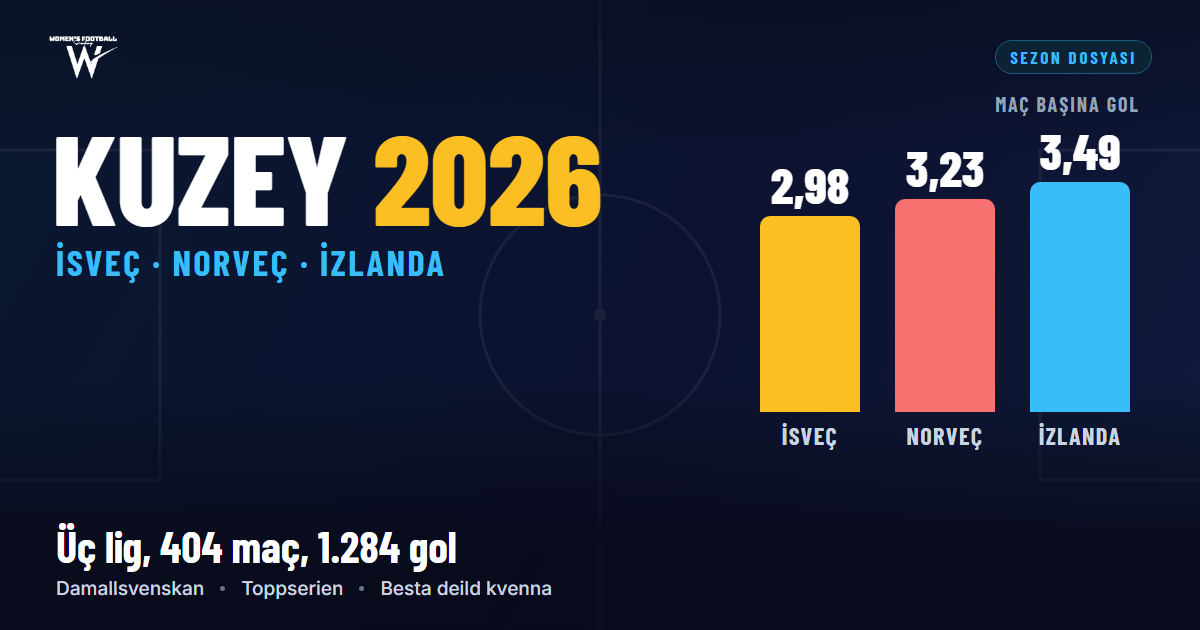 WOMEN'S FOOTBALL
W
SEZON DOSYASI
MAÇ BAŞINA GOL
KUZEY 2026
İSVEÇ · NORVEÇ · İZLANDA
2,98
3,23
3,49
İSVEÇ
NORVEÇ
İZLANDA
Üç lig, 404 maç, 1.284 gol
Damallsvenskan • Toppserien • Besta deild kvenna